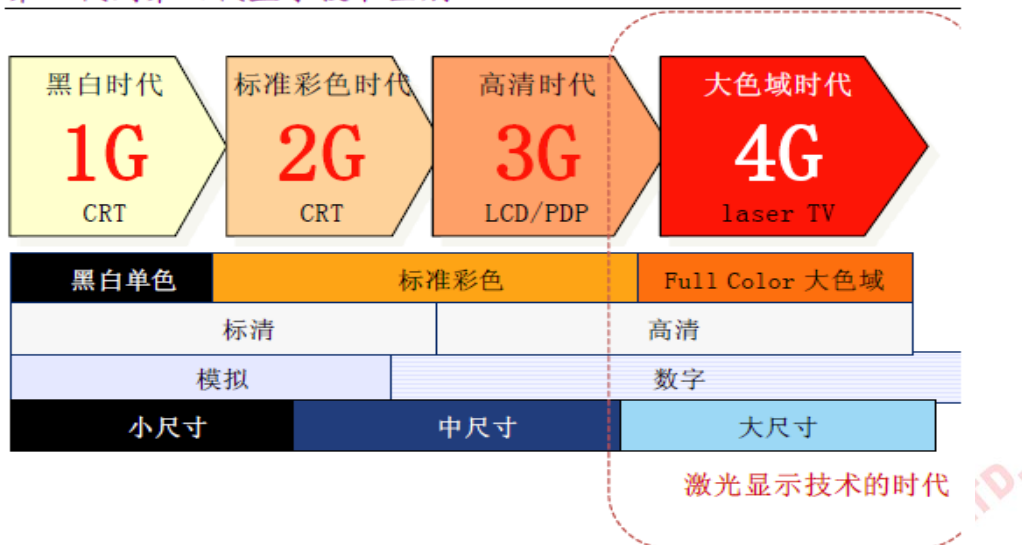 黑白时代
1G
CRT
标准彩色时代
2G
CRT
高清时代
3G
LCD/PDP
大色域时代
4G
laser TV
黑白单色
标准彩色
Full Color 大色域
标清
高清
模拟
数字
小尺寸
中尺寸
大尺寸
激光显示技术的时代